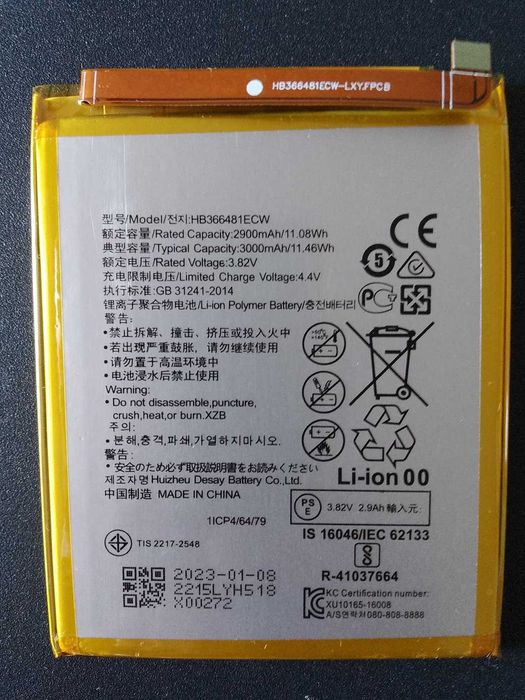 HB366481ECW-LXY.FPCB
型号/Model/전지:HB366481ECW
额定容量/Rated Capacity:2900mAh/11.08Wh
典型容量/Typical Capacity:3000mAh/11.46Wh
额定电压/Rated Voltage:3.82V
充电限制电压/Limited Charge Voltage:4.4V
执行标准:GB 31241-2014
锂离子聚合物电池/Li-ion Polymer Battery/충전배터리
CE
5
警告:
•禁止拆解、撞击、挤压或投入火中
•若出现严重鼓胀，请勿继续使用
•请勿置于高温环境
•电池浸水后禁止使用
Warning:
• Do not disassemble,puncture,
crush,heat,or burn.XZB
주의:
• 분해,충격,파쇄,가열하지마시오.
警告:
• 安全のため必ず取扱説明書をお読みください
제조자명 Huizhou Desay Battery Co.,Ltd
中国制造 MADE IN CHINA
+60℃
+140℉
Li-ion 00
1ICP4/64/79
PS
E
3.82V 2.9Ah 輸入元:
IS 16046/IEC 62133
TIS 2217-2548
R-41037664
2023-01-08
2215LYH518
X00272
KC Certification number:
XU10165-16008
A/S연락처 080-808-8888